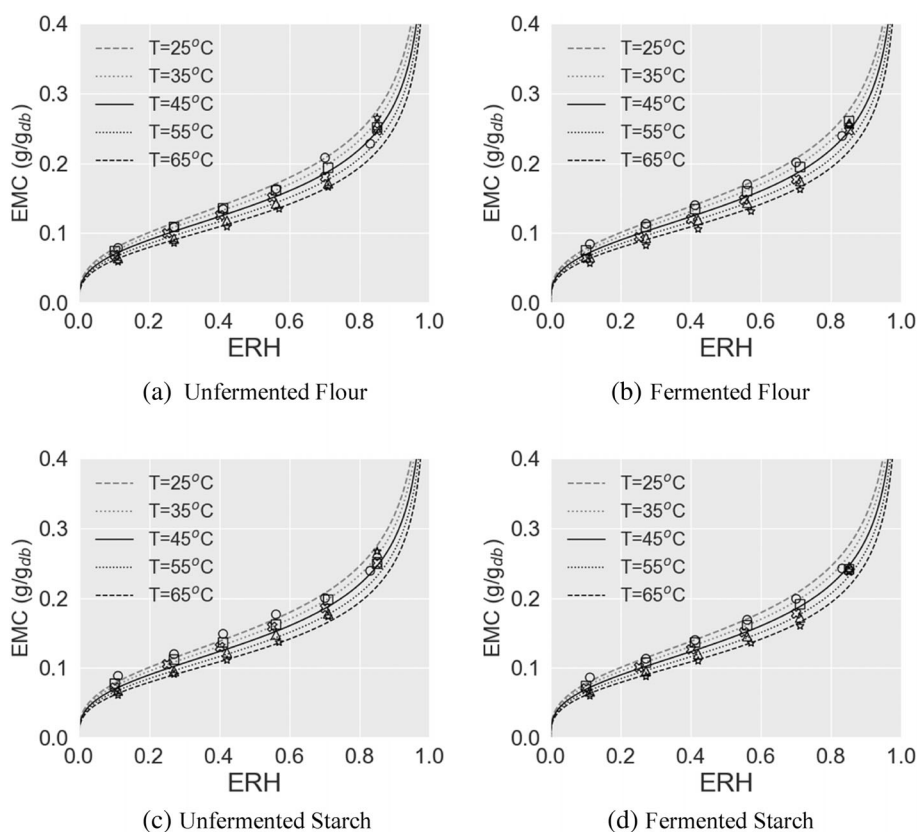 0.4
0.3
0.2
0.1
0.0
EMC (g/g_db)
T=25°C
T=35°C
T=45°C
T=55°C
T=65°C
0.0 0.2 0.4 0.6 0.8 1.0
ERH
(a) Unfermented Flour
0.4
0.3
0.2
0.1
0.0
EMC (g/g_db)
T=25°C
T=35°C
T=45°C
T=55°C
T=65°C
0.0 0.2 0.4 0.6 0.8 1.0
ERH
(b) Fermented Flour
0.4
0.3
0.2
0.1
0.0
EMC (g/g_db)
T=25°C
T=35°C
T=45°C
T=55°C
T=65°C
0.0 0.2 0.4 0.6 0.8 1.0
ERH
(c) Unfermented Starch
0.4
0.3
0.2
0.1
0.0
EMC (g/g_db)
T=25°C
T=35°C
T=45°C
T=55°C
T=65°C
0.0 0.2 0.4 0.6 0.8 1.0
ERH
(d) Fermented Starch